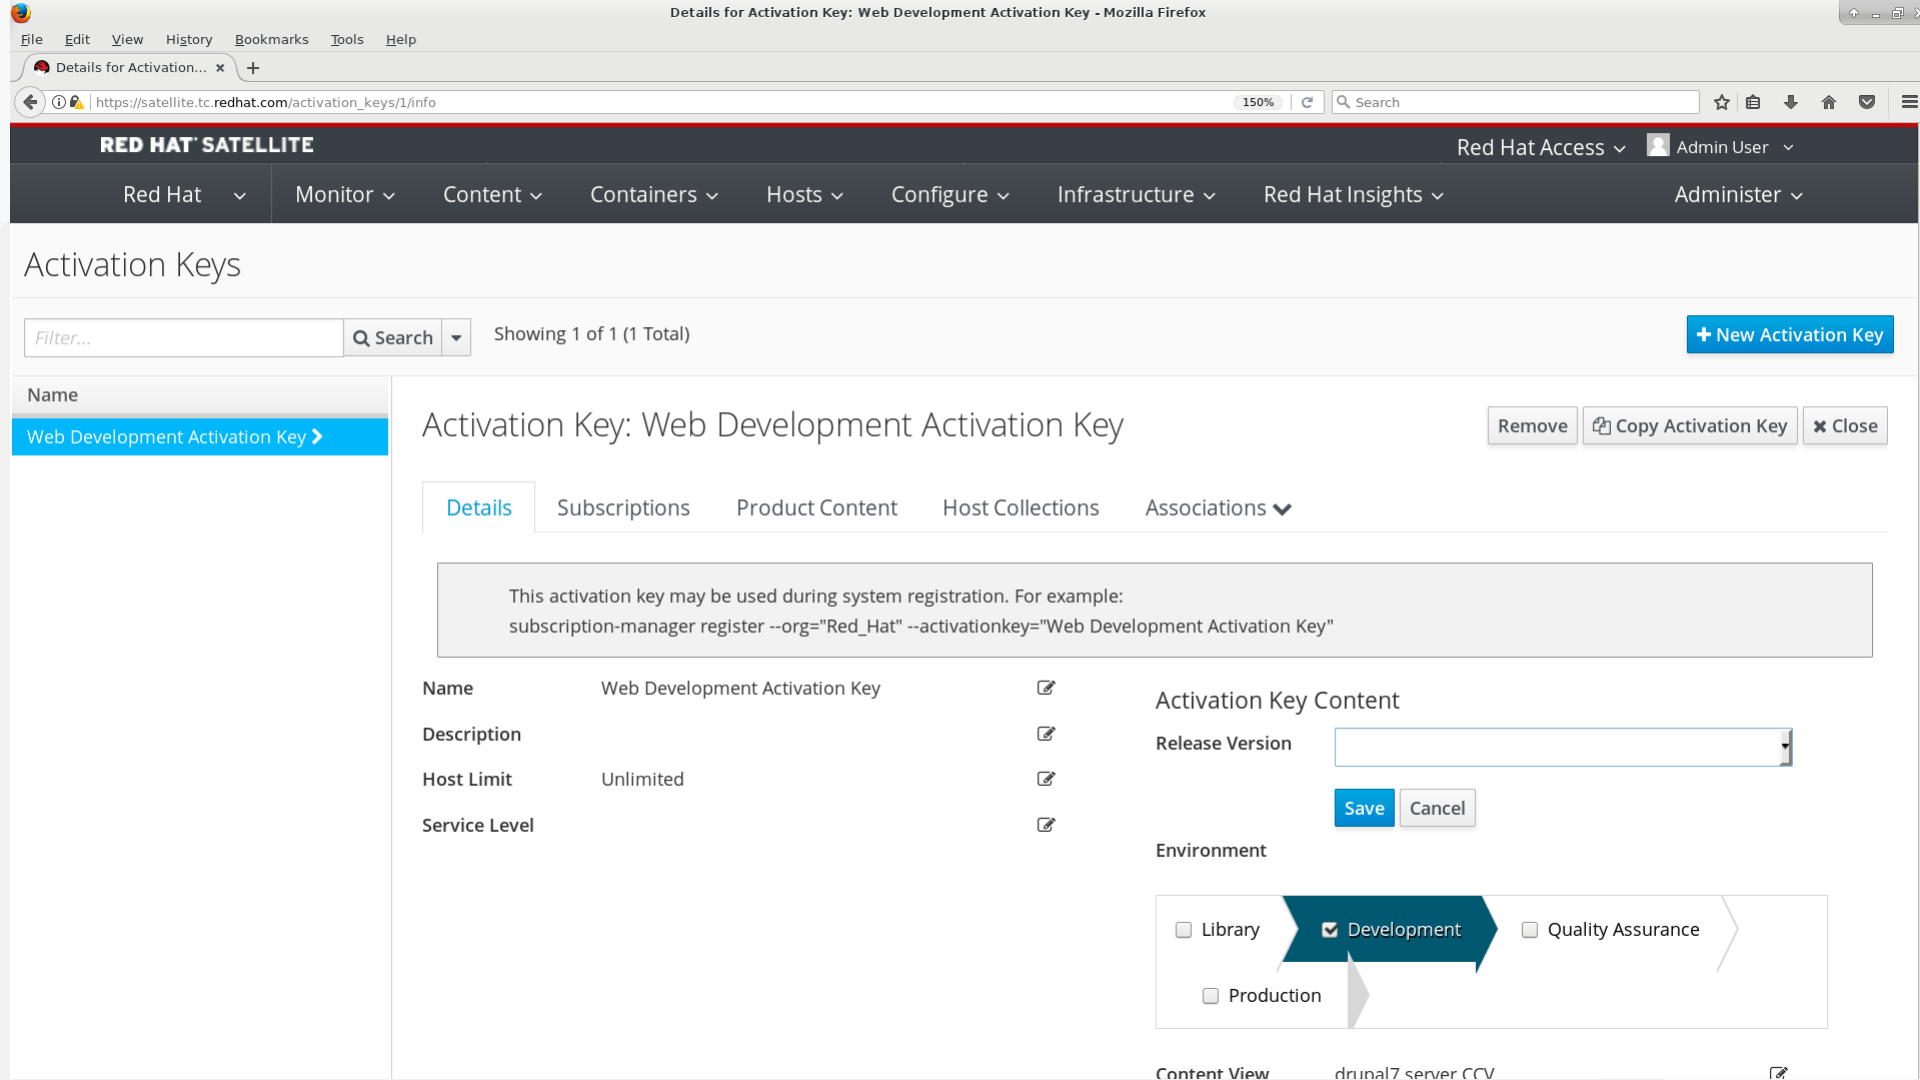 Details for Activation Key: Web Development Activation Key - Mozilla Firefox
File Edit View History Bookmarks Tools Help
Details for Activation...
https://satellite.tc.redhat.com/activation_keys/1/info 150% Search
RED HAT SATELLITE Red Hat Access Admin User
Red Hat Monitor Content Containers Hosts Configure Infrastructure Red Hat Insights Administer
Activation Keys
Filter... Search Showing 1 of 1 (1 Total) New Activation Key
Name
Web Development Activation Key
Activation Key: Web Development Activation Key Remove Copy Activation Key Close
Details Subscriptions Product Content Host Collections Associations
This activation key may be used during system registration. For example:
subscription-manager register --org="Red_Hat" --activationkey="Web Development Activation Key"
Name Web Development Activation Key
Description
Host Limit Unlimited
Service Level
Activation Key Content
Release Version
Save Cancel
Environment
Library Development Quality Assurance
Production
Content View drupal7 server CCV